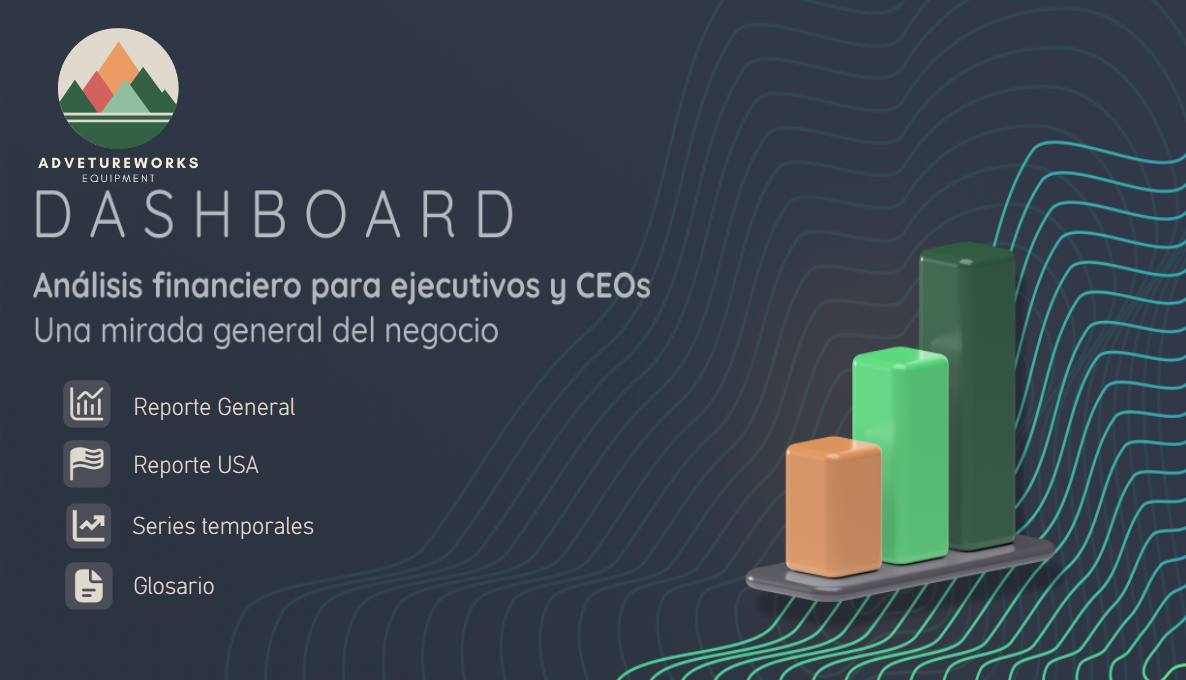 ADVETUREWORKS
EQUIPMENT
DASHBOARD
Análisis financiero para ejecutivos y CEOs
Una mirada general del negocio
Reporte General
Reporte USA
Series temporales
Glosario